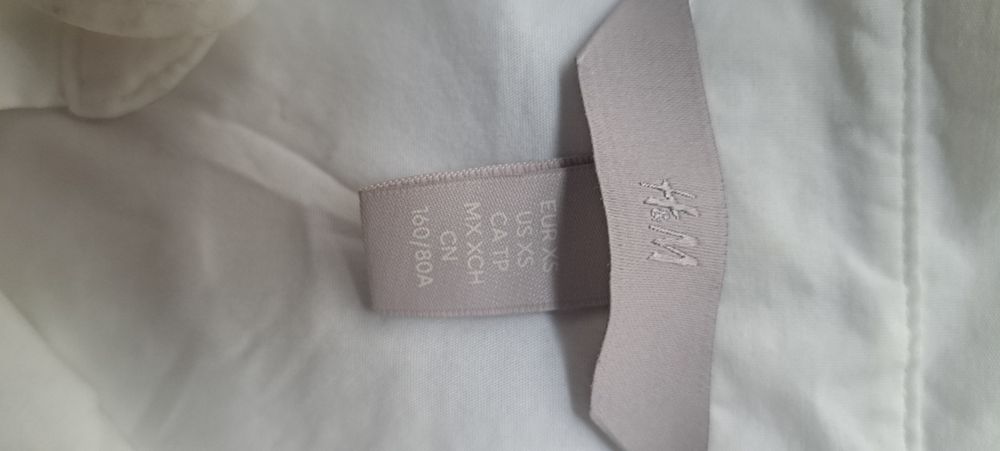 H&M
EUR XS
US XS
CA TP
MX XCH
CN
160/80A